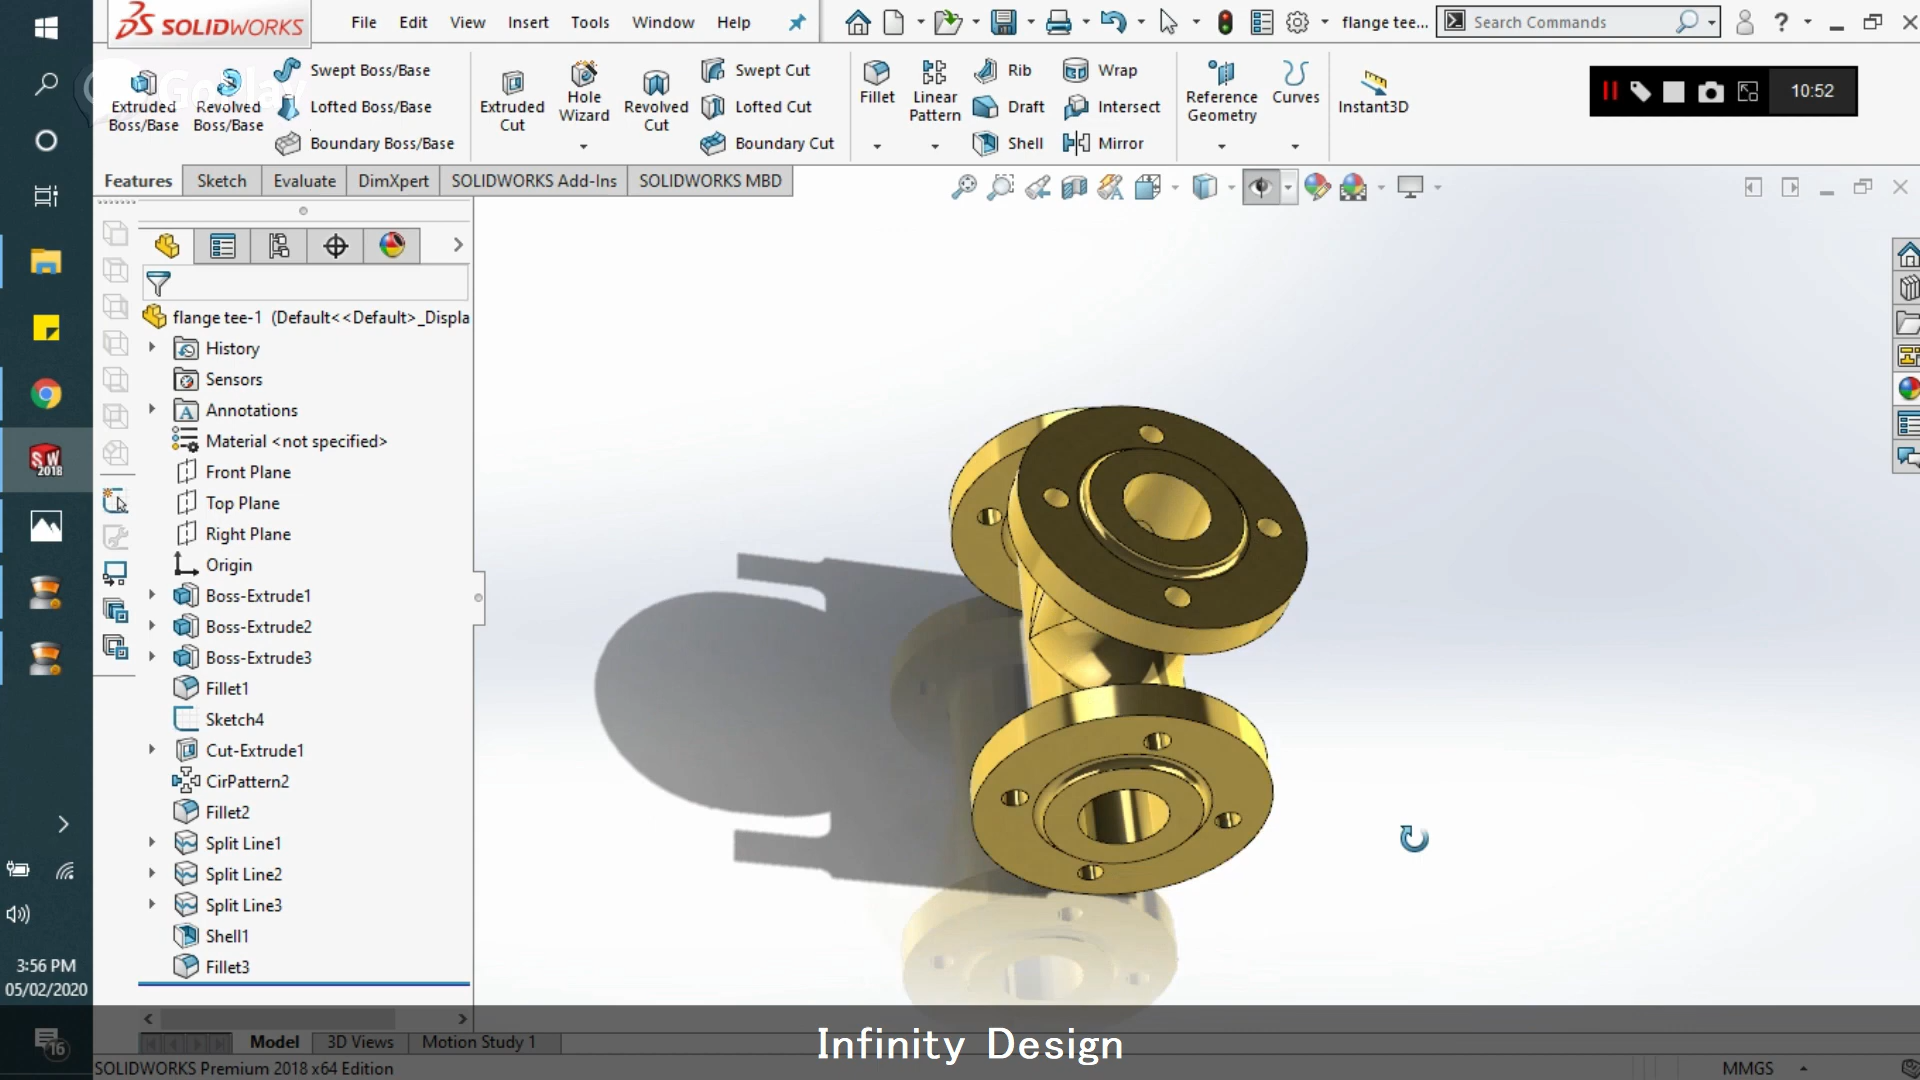 SOLIDWORKS
File Edit View Insert Tools Window Help
flange tee...
Search Commands
Extruded Boss/Base
Revolved Boss/Base
Swept Boss/Base
Lofted Boss/Base
Boundary Boss/Base
Extruded Cut
Hole Wizard
Revolved Cut
Swept Cut
Lofted Cut
Boundary Cut
Fillet
Linear Pattern
Rib
Draft
Shell
Wrap
Intersect
Mirror
Reference Geometry
Curves
Instant3D
10:52
Features Sketch Evaluate DimXpert SOLIDWORKS Add-Ins SOLIDWORKS MBD
flange tee-1 (Default<<Default>_Displa
History
Sensors
Annotations
Material <not specified>
Front Plane
Top Plane
Right Plane
Origin
Boss-Extrude1
Boss-Extrude2
Boss-Extrude3
Fillet1
Sketch4
Cut-Extrude1
CirPattern2
Fillet2
Split Line1
Split Line2
Split Line3
Shell1
Fillet3
SW
2018
3:56 PM
05/02/2020
16
Model 3D Views Motion Study 1
Infinity Design
SOLIDWORKS Premium 2018 x64 Edition
MMGS